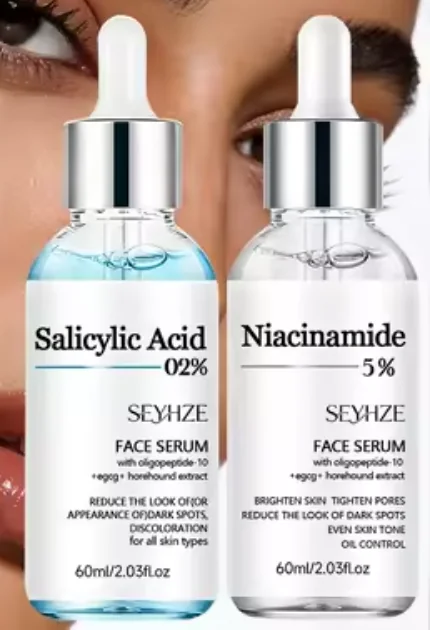 Salicylic Acid
02%
SEYHZE
FACE SERUM
with oligopeptide-10
+egcg+ horehound extract
REDUCE THE LOOK OF(OR
APPEARANCE OF)DARK SPOTS,
DISCOLORATION
for all skin types
60ml/2.03fl.oz
Niacinamide
5%
SEYHZE
FACE SERUM
with oligopeptide-10
+egcg+ horehound extract
BRIGHTEN SKIN TIGHTEN PORES
REDUCE THE LOOK OF DARK SPOTS
EVEN SKIN TONE
OIL CONTROL
60ml/2.03fl.oz